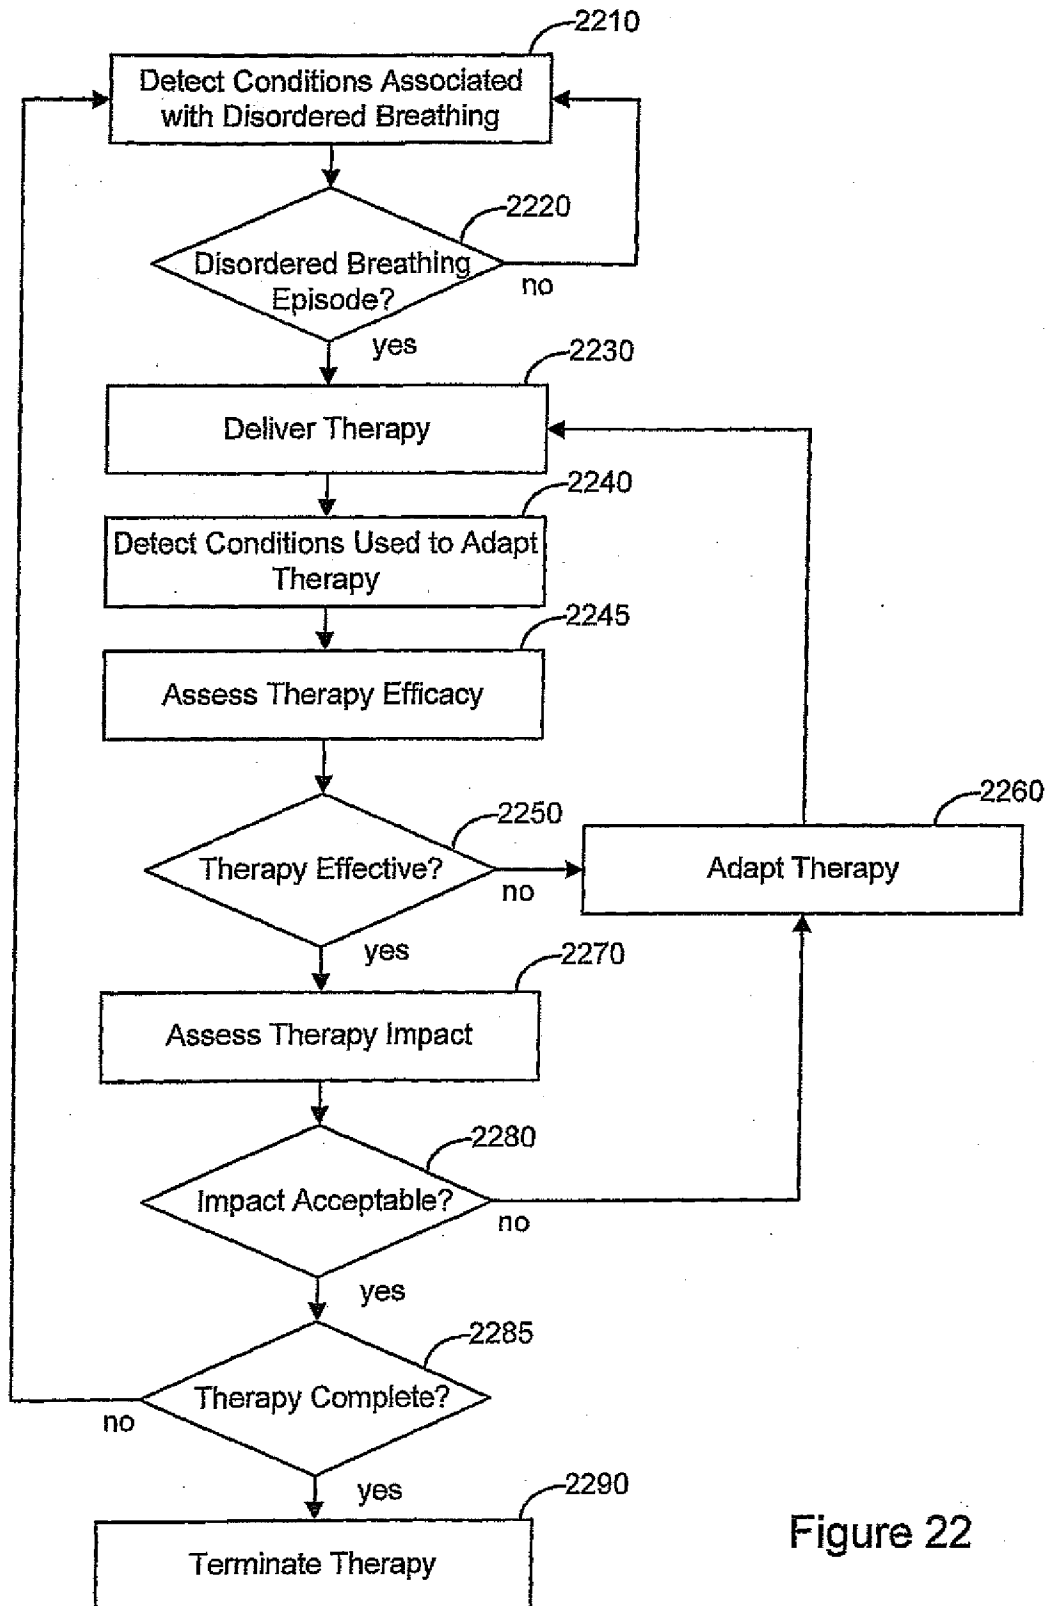 2210
Detect Conditions Associated
with Disordered Breathing
2220
Disordered Breathing
Episode?
no
yes
2230
Deliver Therapy
2240
Detect Conditions Used to Adapt
Therapy
2245
Assess Therapy Efficacy
2250
Therapy Effective?
no
2260
Adapt Therapy
yes
2270
Assess Therapy Impact
2280
Impact Acceptable?
no
yes
2285
Therapy Complete?
no
yes
2290
Terminate Therapy
Figure 22